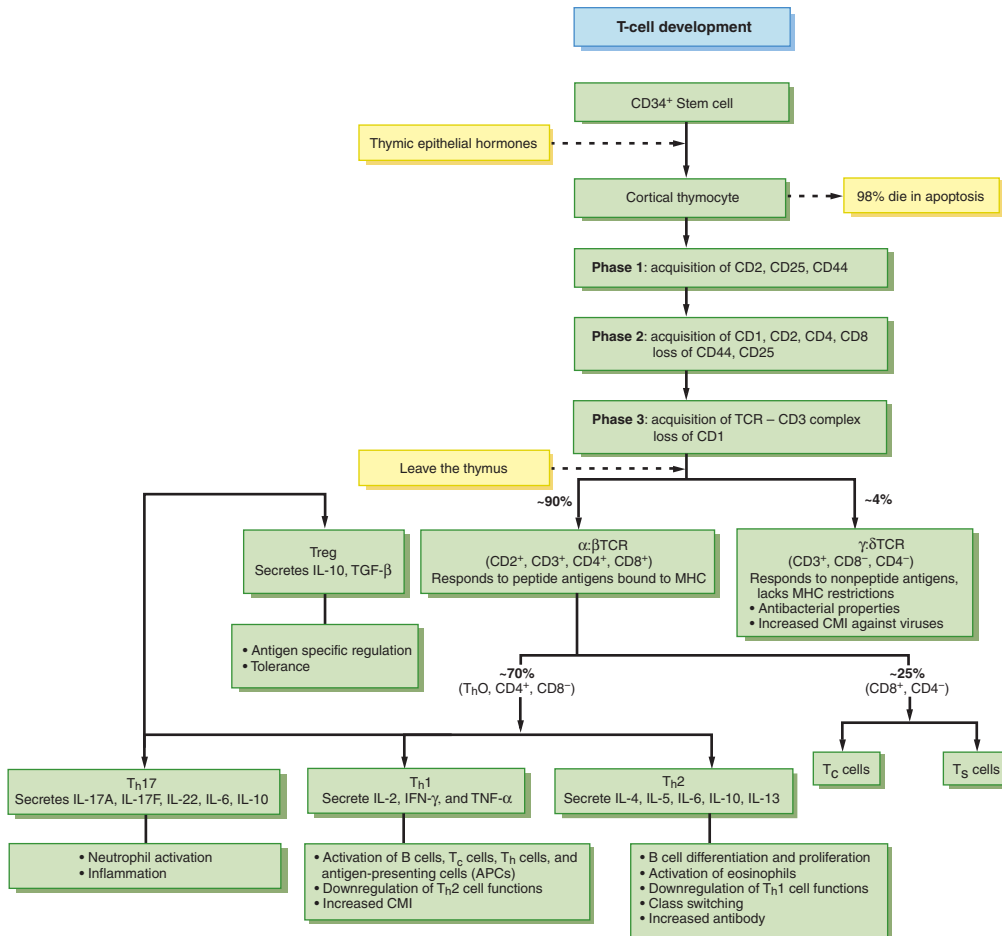 T-cell development
CD34⁺ Stem cell
Thymic epithelial hormones
Cortical thymocyte
98% die in apoptosis
Phase 1: acquisition of CD2, CD25, CD44
Phase 2: acquisition of CD1, CD2, CD4, CD8
loss of CD44, CD25
Phase 3: acquisition of TCR – CD3 complex
loss of CD1
Leave the thymus
~90%
~4%
Treg
Secretes IL-10, TGF-β
α:βTCR
(CD2⁺, CD3⁺, CD4⁺, CD8⁺)
Responds to peptide antigens bound to MHC
γ:δTCR
(CD3⁺, CD8⁻, CD4⁻)
Responds to nonpeptide antigens,
lacks MHC restrictions
• Antibacterial properties
• Increased CMI against viruses
• Antigen specific regulation
• Tolerance
~70%
(ThO, CD4⁺, CD8⁻)
~25%
(CD8⁺, CD4⁻)
Tc cells
Ts cells
Th17
Secretes IL-17A, IL-17F, IL-22, IL-6, IL-10
Th1
Secrete IL-2, IFN-γ, and TNF-α
Th2
Secrete IL-4, IL-5, IL-6, IL-10, IL-13
• Neutrophil activation
• Inflammation
• Activation of B cells, Tc cells, Th cells, and
antigen-presenting cells (APCs)
• Downregulation of Th2 cell functions
• Increased CMI
• B cell differentiation and proliferation
• Activation of eosinophils
• Downregulation of Th1 cell functions
• Class switching
• Increased antibody